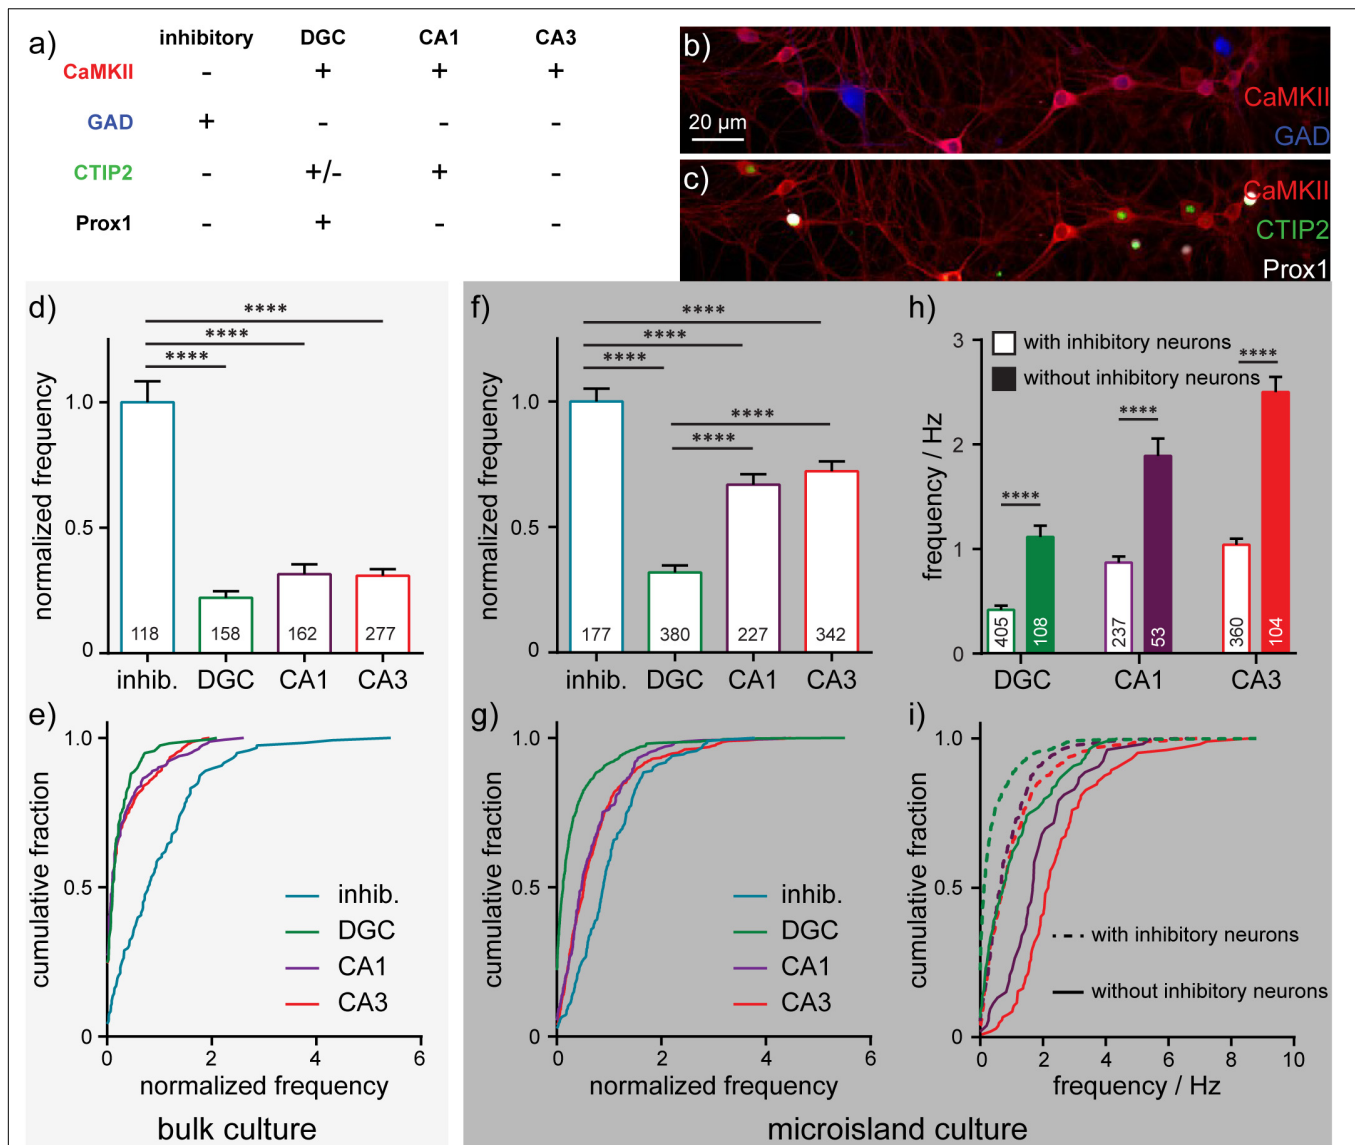 a) inhibitory DGC CA1 CA3
CaMKII - + + +
GAD + - - -
CTIP2 - +/- + -
Prox1 - + - -
b)
20 µm
CaMKII
GAD
c)
CaMKII
CTIP2
Prox1
d)
****
****
****
normalized frequency
1.0
0.5
0
118 158 162 277
inhib. DGC CA1 CA3
f)
****
****
****
****
****
normalized frequency
1.0
0.5
0
177 380 227 342
inhib. DGC CA1 CA3
h)
with inhibitory neurons
without inhibitory neurons
****
****
****
frequency / Hz
3
2
1
0
405 108 237 53 360 104
DGC CA1 CA3
e)
cumulative fraction
1.0
0.5
0
inhib.
DGC
CA1
CA3
0 2 4 6
normalized frequency
bulk culture
g)
cumulative fraction
1.0
0.5
0
inhib.
DGC
CA1
CA3
0 2 4 6
normalized frequency
i)
cumulative fraction
1.0
0.5
0
with inhibitory neurons
without inhibitory neurons
0 2 4 6 8 10
frequency / Hz
microisland culture